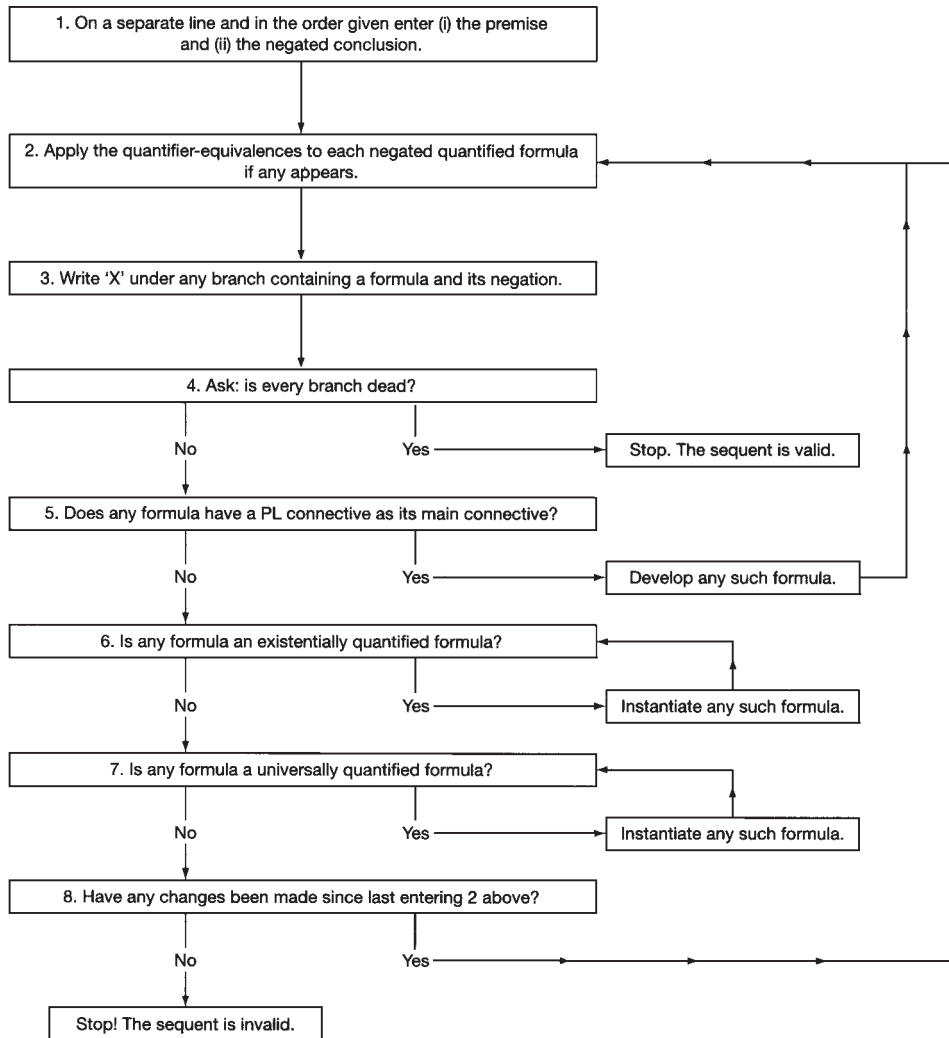 1. On a separate line and in the order given enter (i) the premise
and (ii) the negated conclusion.
2. Apply the quantifier-equivalences to each negated quantified formula
if any appears.
3. Write ‘X’ under any branch containing a formula and its negation.
4. Ask: is every branch dead?
No
Yes
Stop. The sequent is valid.
5. Does any formula have a PL connective as its main connective?
No
Yes
Develop any such formula.
6. Is any formula an existentially quantified formula?
No
Yes
Instantiate any such formula.
7. Is any formula a universally quantified formula?
No
Yes
Instantiate any such formula.
8. Have any changes been made since last entering 2 above?
No
Yes
Stop! The sequent is invalid.